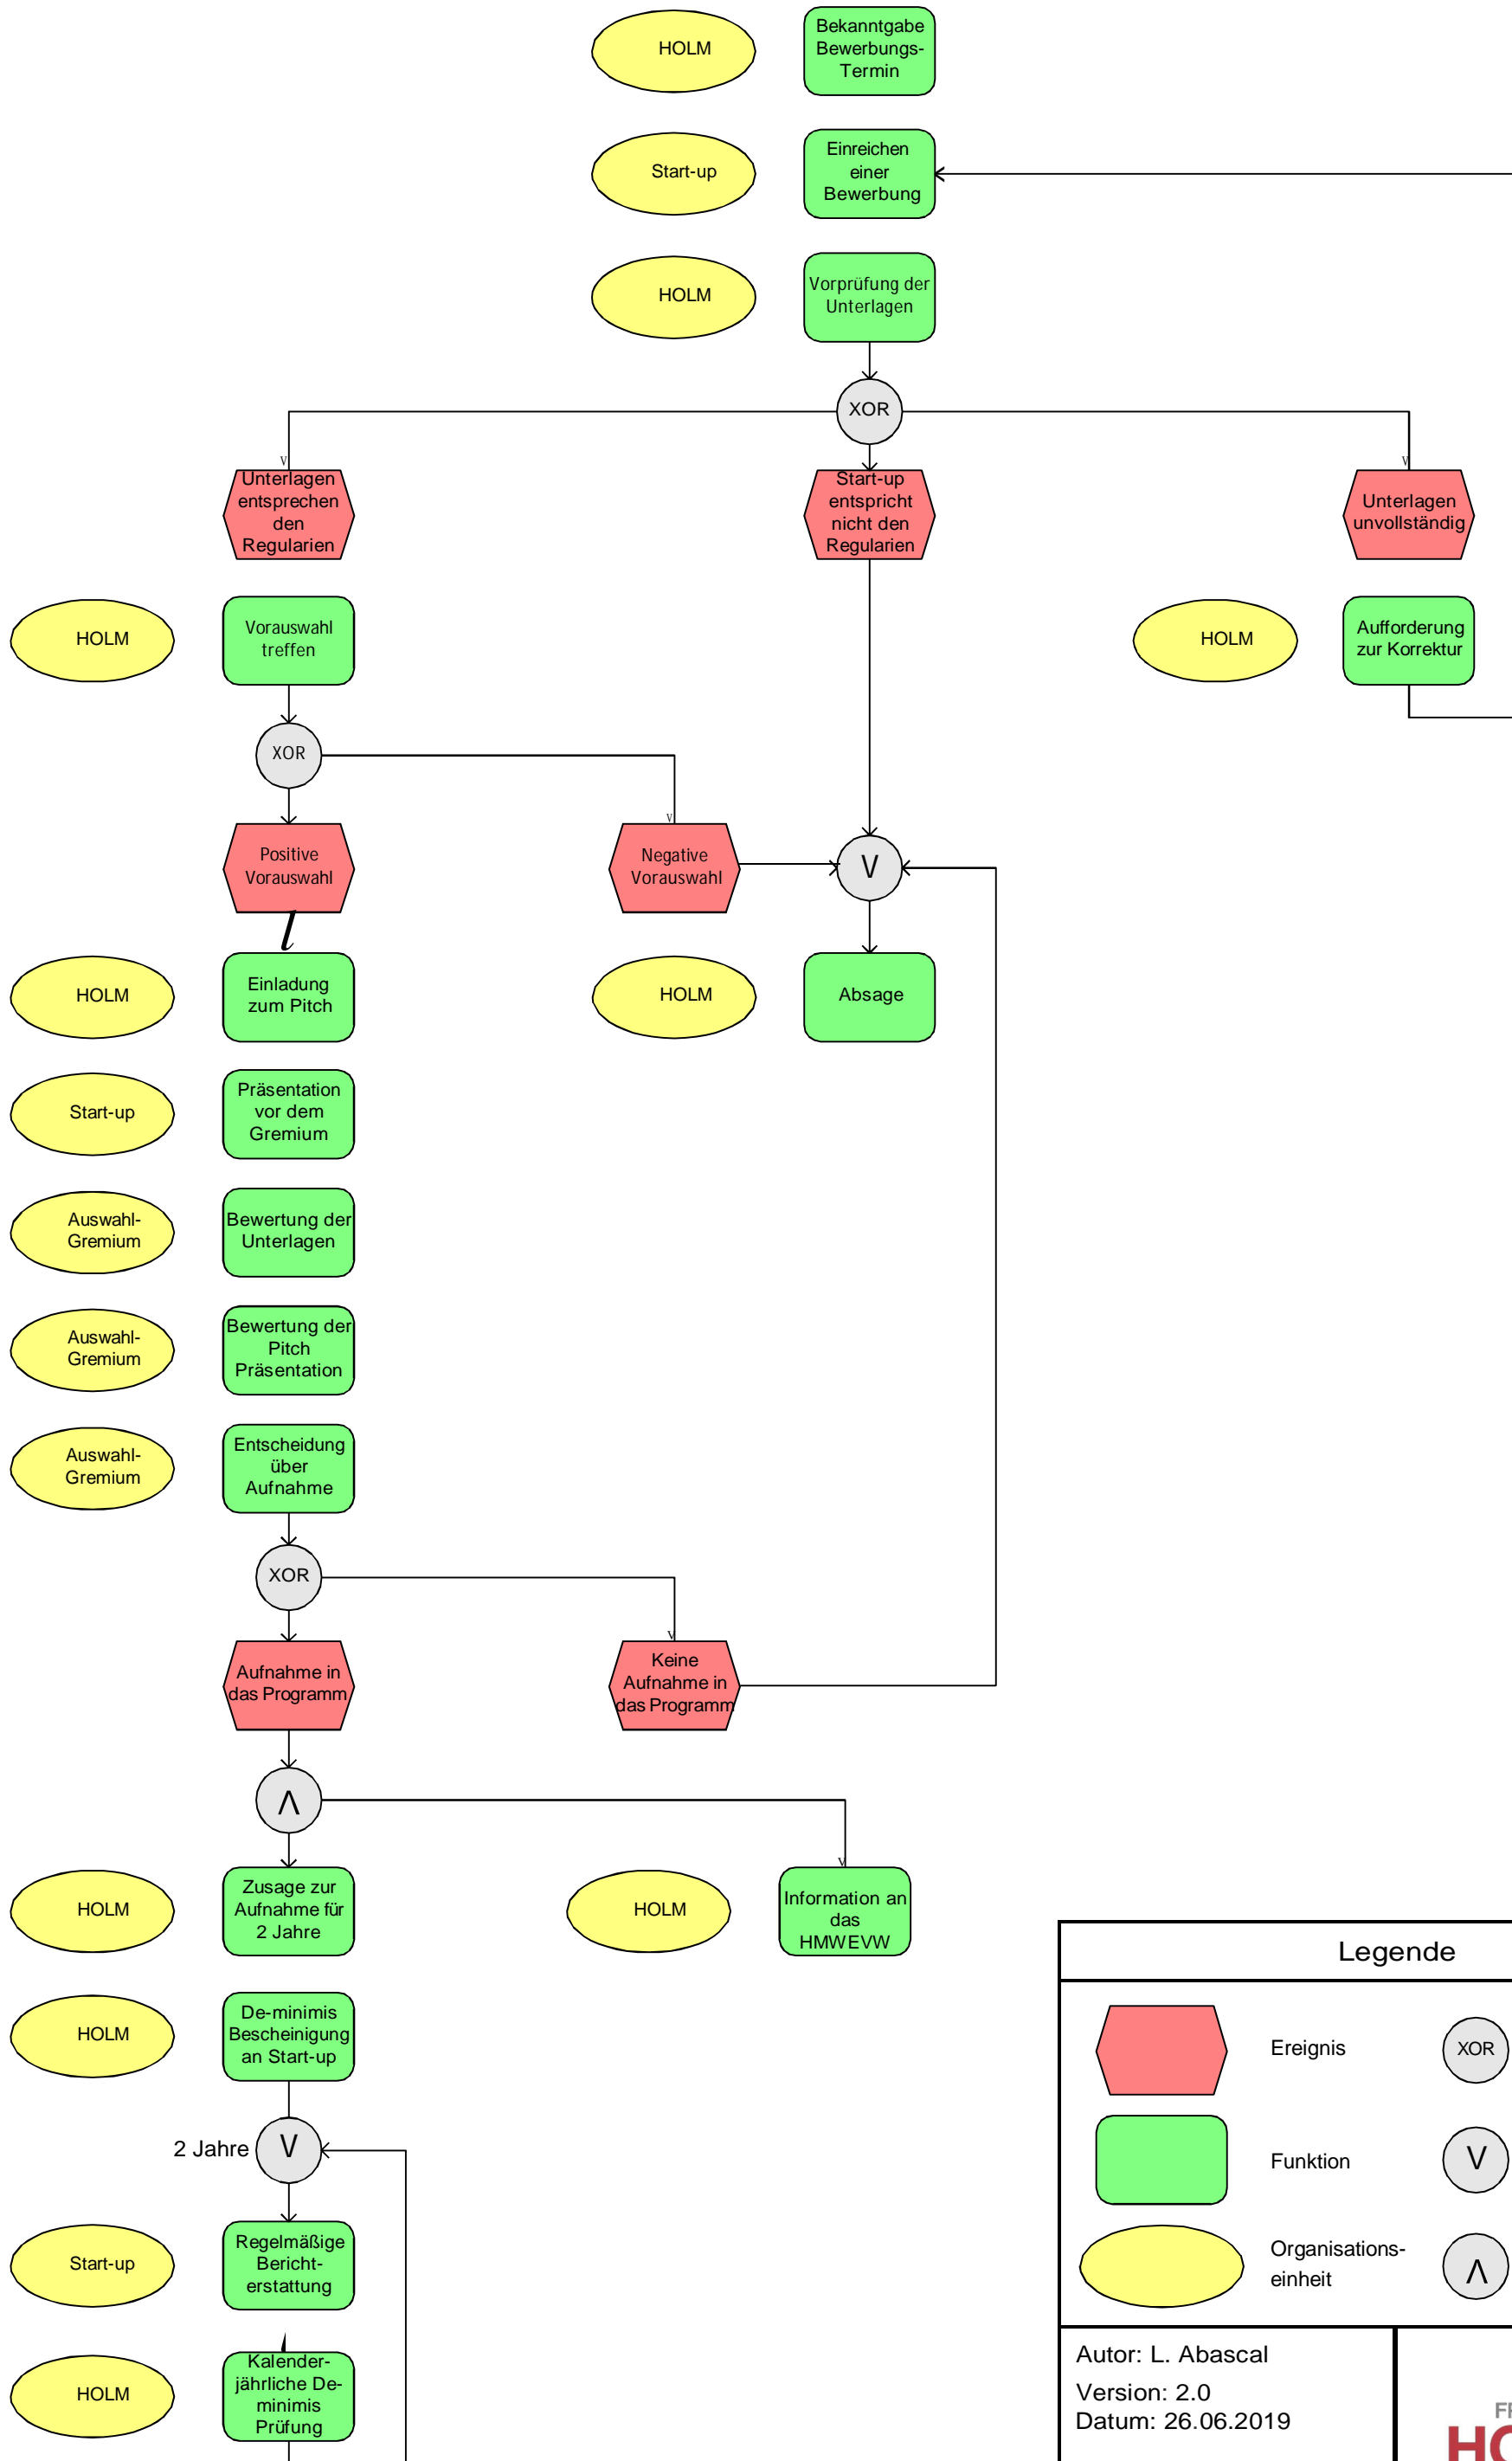 HOLM
Bekanntgabe
Bewerbungs-
Termin
Start-up
Einreichen
einer
Bewerbung
HOLM
Vorprüfung der
Unterlagen
XOR
Unterlagen
entsprechen
den
Regularien
Start-up
entspricht
nicht den
Regularien
Unterlagen
unvollständig
HOLM
Vorauswahl
treffen
HOLM
Aufforderung
zur Korrektur
XOR
Positive
Vorauswahl
Negative
Vorauswahl
V
HOLM
Einladung
zum Pitch
HOLM
Absage
Start-up
Präsentation
vor dem
Gremium
Auswahl-
Gremium
Bewertung der
Unterlagen
Auswahl-
Gremium
Bewertung der
Pitch
Präsentation
Auswahl-
Gremium
Entscheidung
über
Aufnahme
XOR
Aufnahme in
das Programm
Keine
Aufnahme in
das Programm
Λ
HOLM
Zusage zur
Aufnahme für
2 Jahre
HOLM
Information an
das
HMWEVW
HOLM
De-minimis
Bescheinigung
an Start-up
2 Jahre
V
Start-up
Regelmäßige
Bericht-
erstattung
HOLM
Kalender-
jährliche De-
minimis
Prüfung
Legende
Ereignis
XOR
Funktion
V
Organisations-
einheit
Λ
Autor: L. Abascal
Version: 2.0
Datum: 26.06.2019